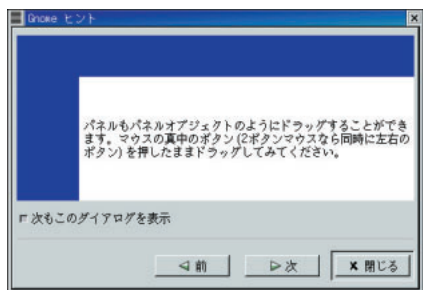 Gnome ヒント
パネルもパネルオブジェクトのようにドラッグすることができ
ます。マウスの真中のボタン(2ボタンマウスなら同時に左右の
ボタン)を押したままドラッグしてみてください。
次もこのダイアログを表示
前 次 閉じる